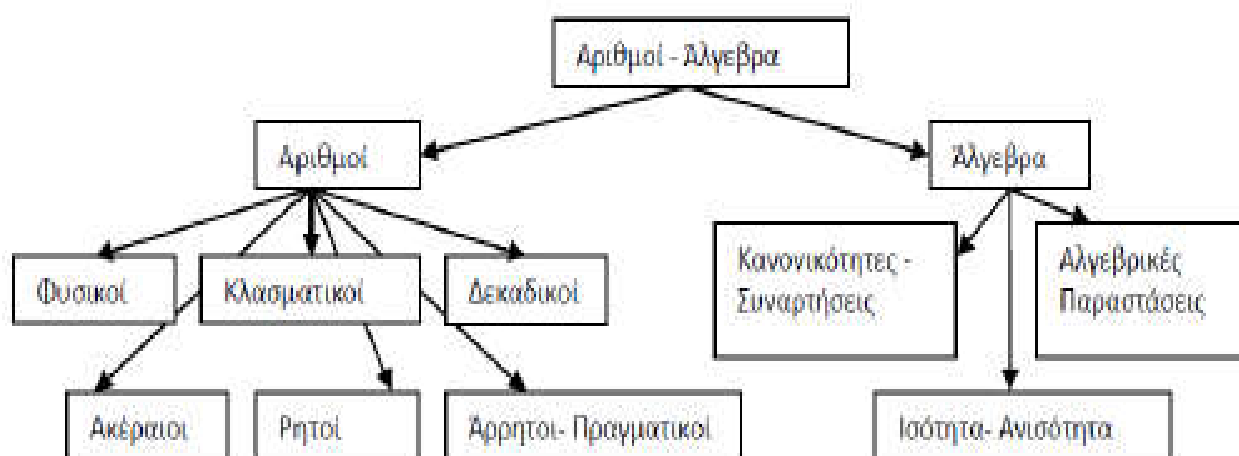 Αριθμοί - Άλγεβρα
Αριθμοί
Άλγεβρα
Φυσικοί
Κλασματικοί
Δεκαδικοί
Κανονικότητες -
Συναρτήσεις
Αλγεβρικές
Παραστάσεις
Ακέραιοι
Ρητοί
Άρρητοι- Πραγματικοί
Ισότητα- Ανισότητα